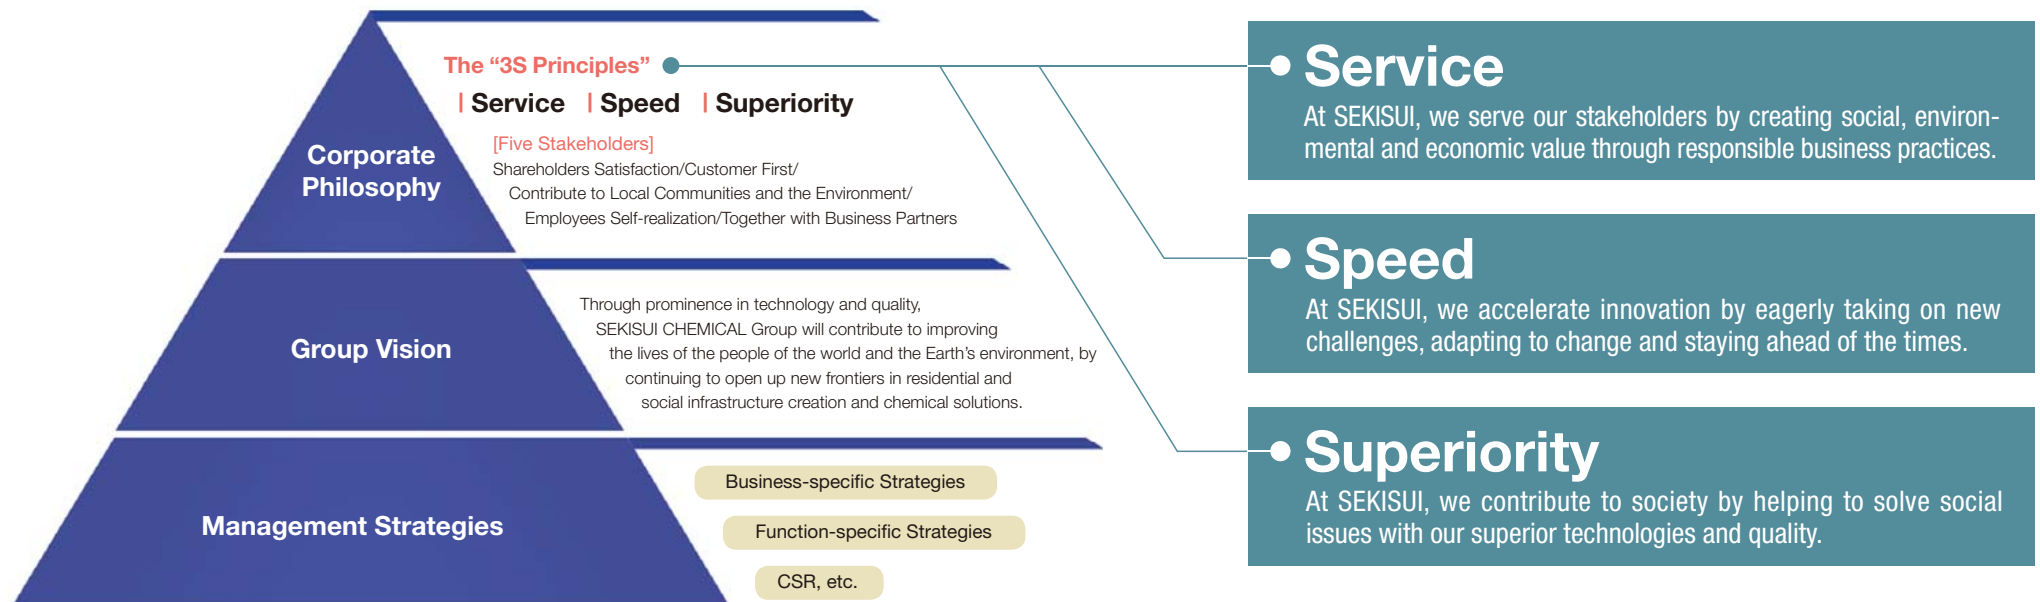 Corporate
Philosophy
The “3S Principles”
Service Speed Superiority
[Five Stakeholders]
Shareholders Satisfaction/Customer First/
Contribute to Local Communities and the Environment/
Employees Self-realization/Together with Business Partners
Group Vision
Through prominence in technology and quality,
SEKISUI CHEMICAL Group will contribute to improving
the lives of the people of the world and the Earth’s environment, by
continuing to open up new frontiers in residential and
social infrastructure creation and chemical solutions.
Management Strategies
Business-specific Strategies
Function-specific Strategies
CSR, etc.
Service
At SEKISUI, we serve our stakeholders by creating social, environ-
mental and economic value through responsible business practices.
Speed
At SEKISUI, we accelerate innovation by eagerly taking on new
challenges, adapting to change and staying ahead of the times.
Superiority
At SEKISUI, we contribute to society by helping to solve social
issues with our superior technologies and quality.